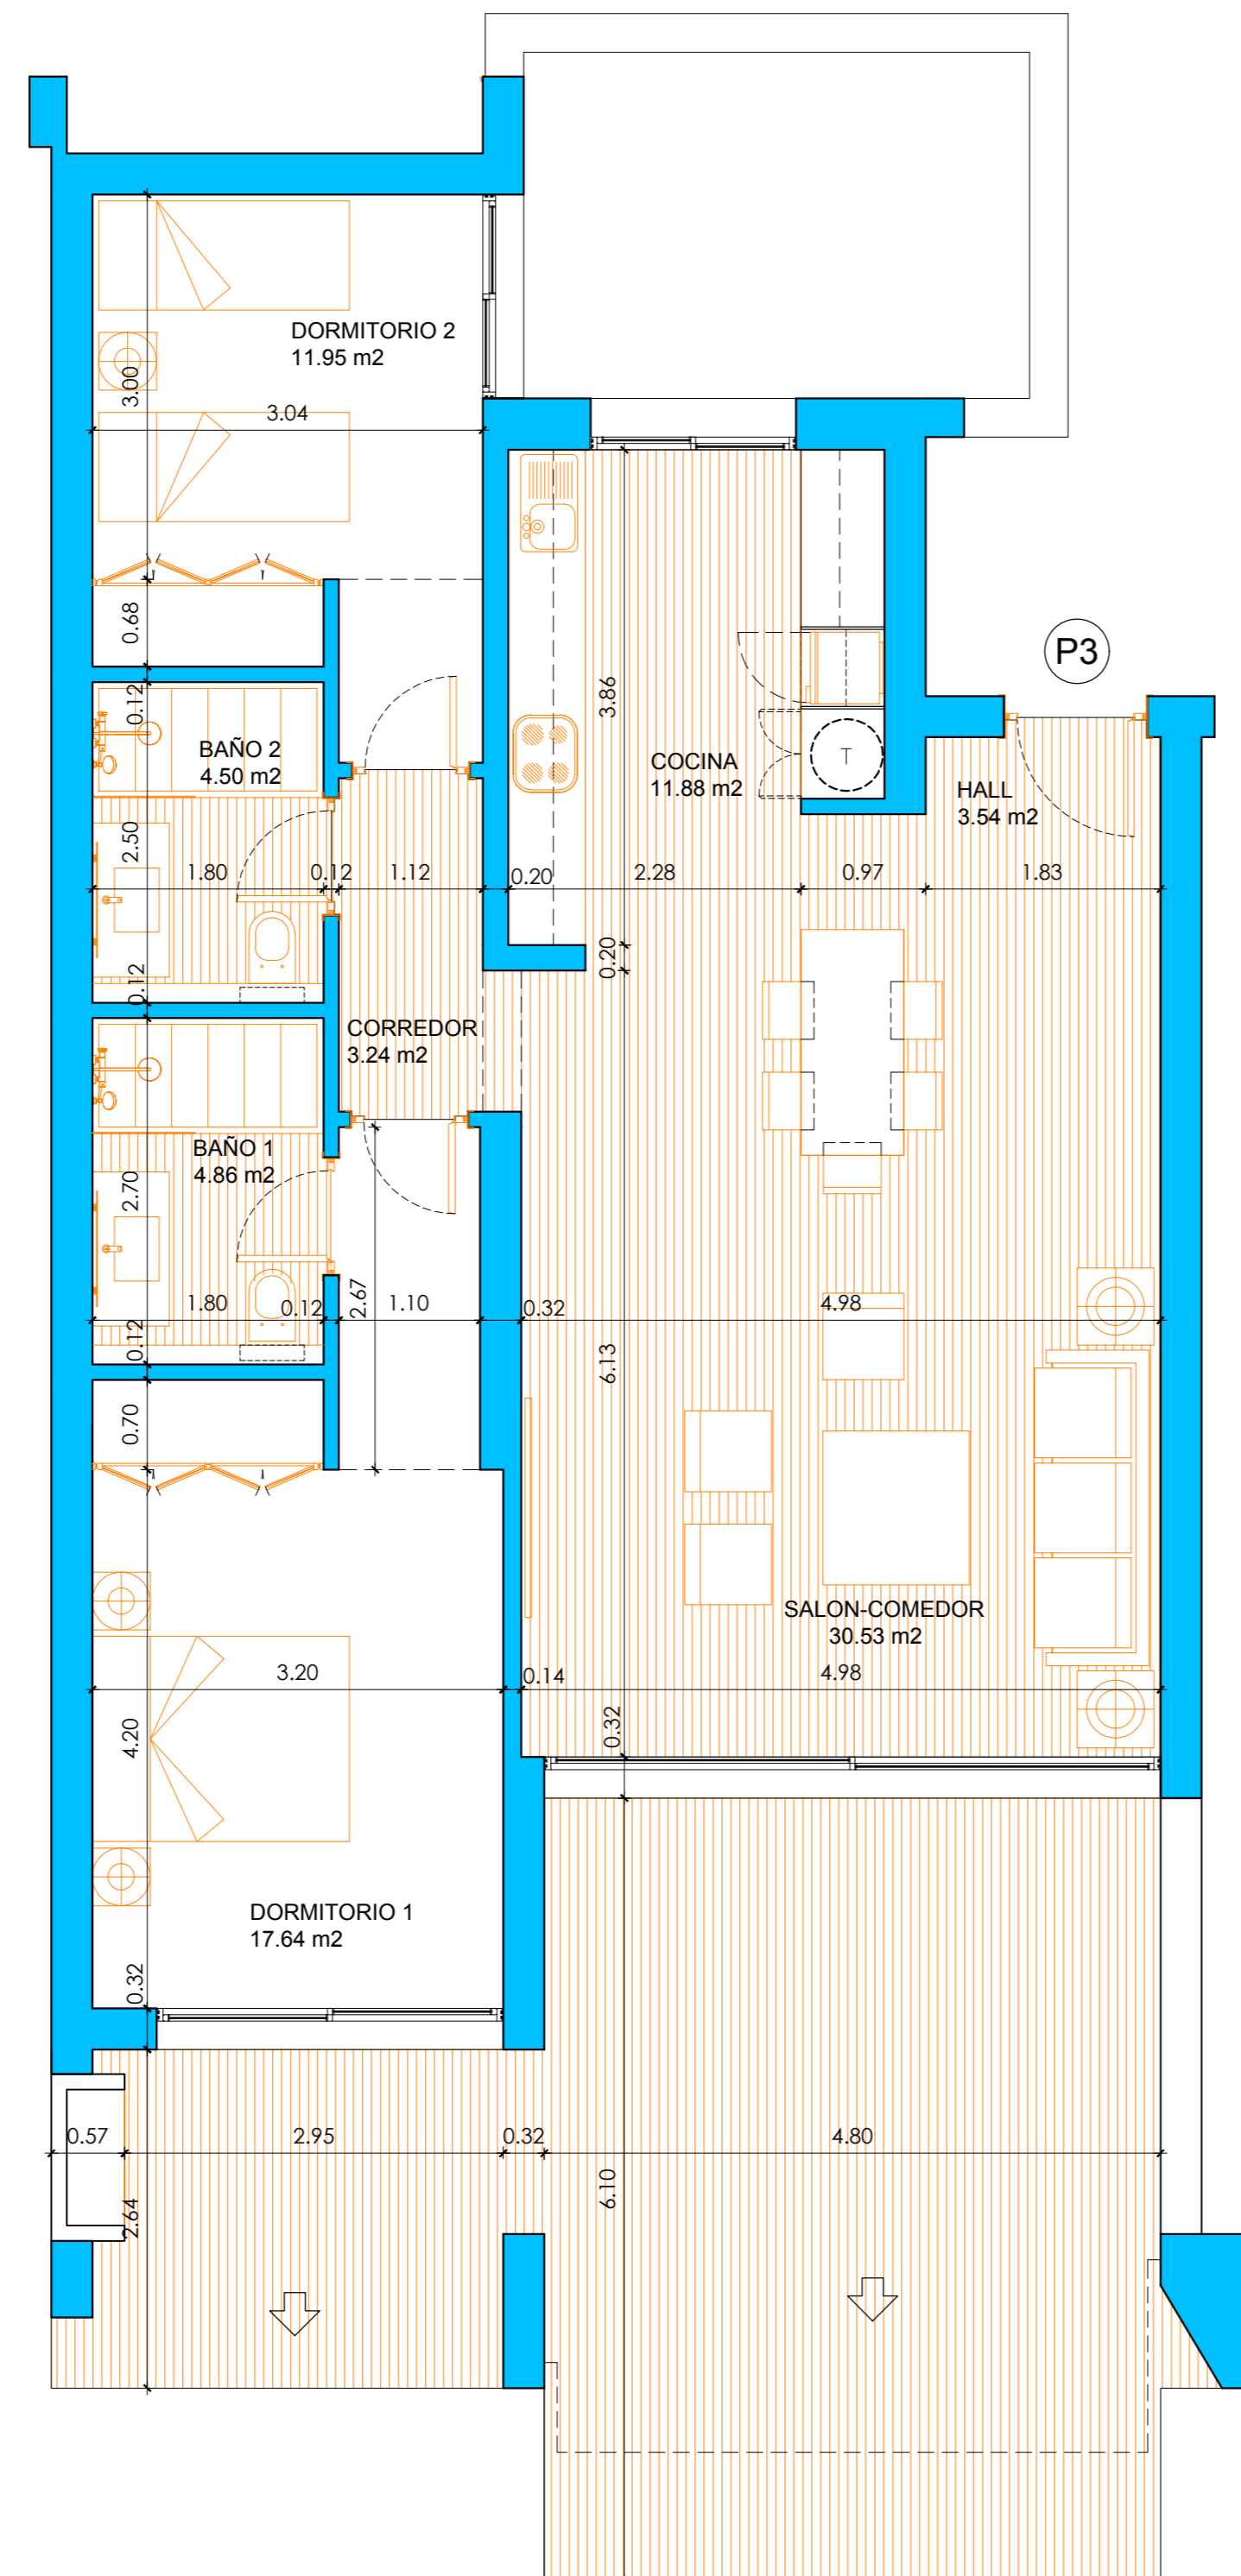 DORMITORIO 2
11.95 m2
3.00
3.04
0.68
P3
0.12
BAÑO 2
4.50 m2
3.86
COCINA
11.88 m2
T
HALL
3.54 m2
2.50
1.80
0.12
1.12
0.20
2.28
0.97
1.83
0.20
0.12
CORREDOR
3.24 m2
BAÑO 1
4.86 m2
2.70
2.67
1.80
0.12
1.10
0.32
4.98
0.12
6.13
0.70
SALON-COMEDOR
30.53 m2
3.20
0.14
4.98
4.20
0.32
DORMITORIO 1
17.64 m2
0.32
0.57
2.95
0.32
4.80
2.64
6.10